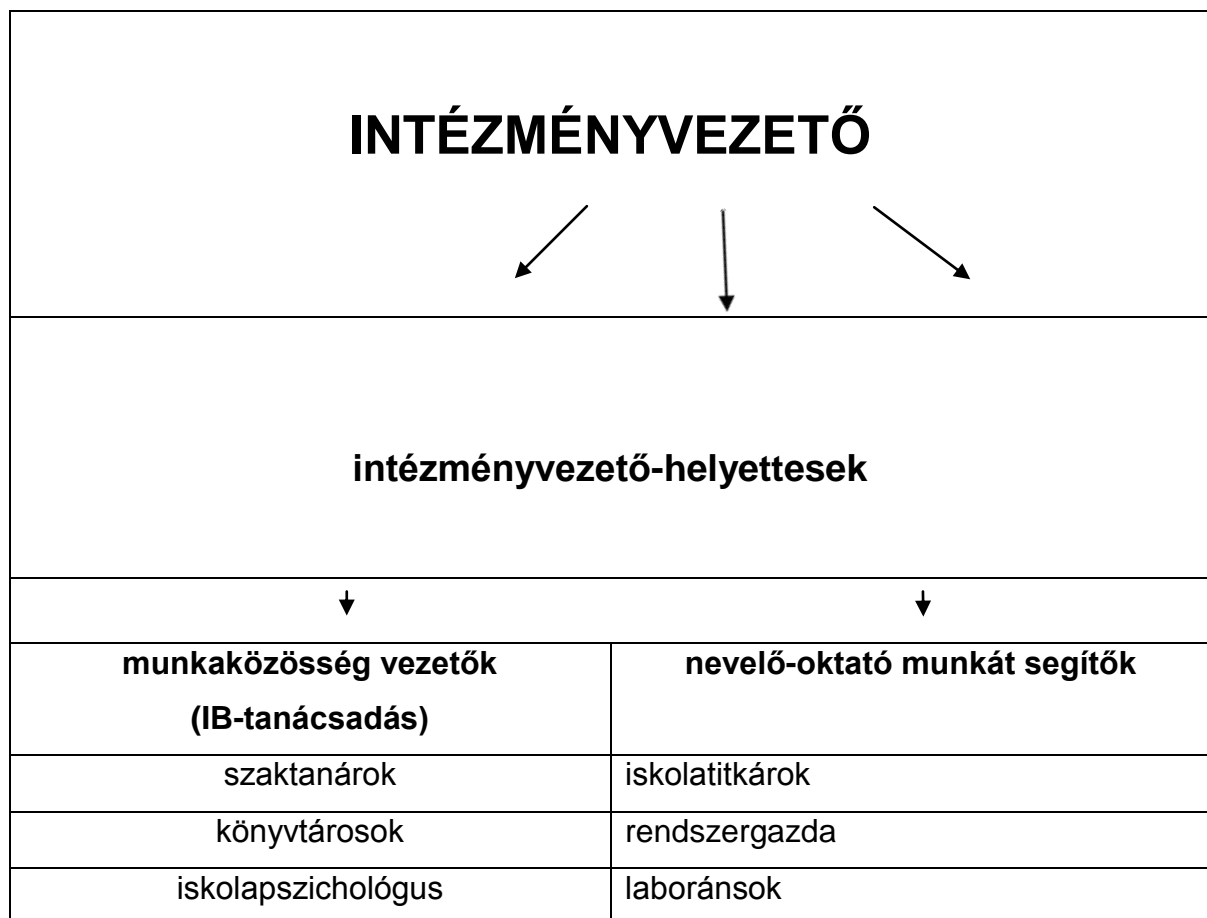 INTÉZMÉNYVEZETŐ
intézményvezető-helyettesek
munkaközösség vezetők
(IB-tanácsadás)
nevelő-oktató munkát segítők
szaktanárok
iskolatitkárok
könyvtárosok
rendszergazda
iskolapszichológus
laboránsok